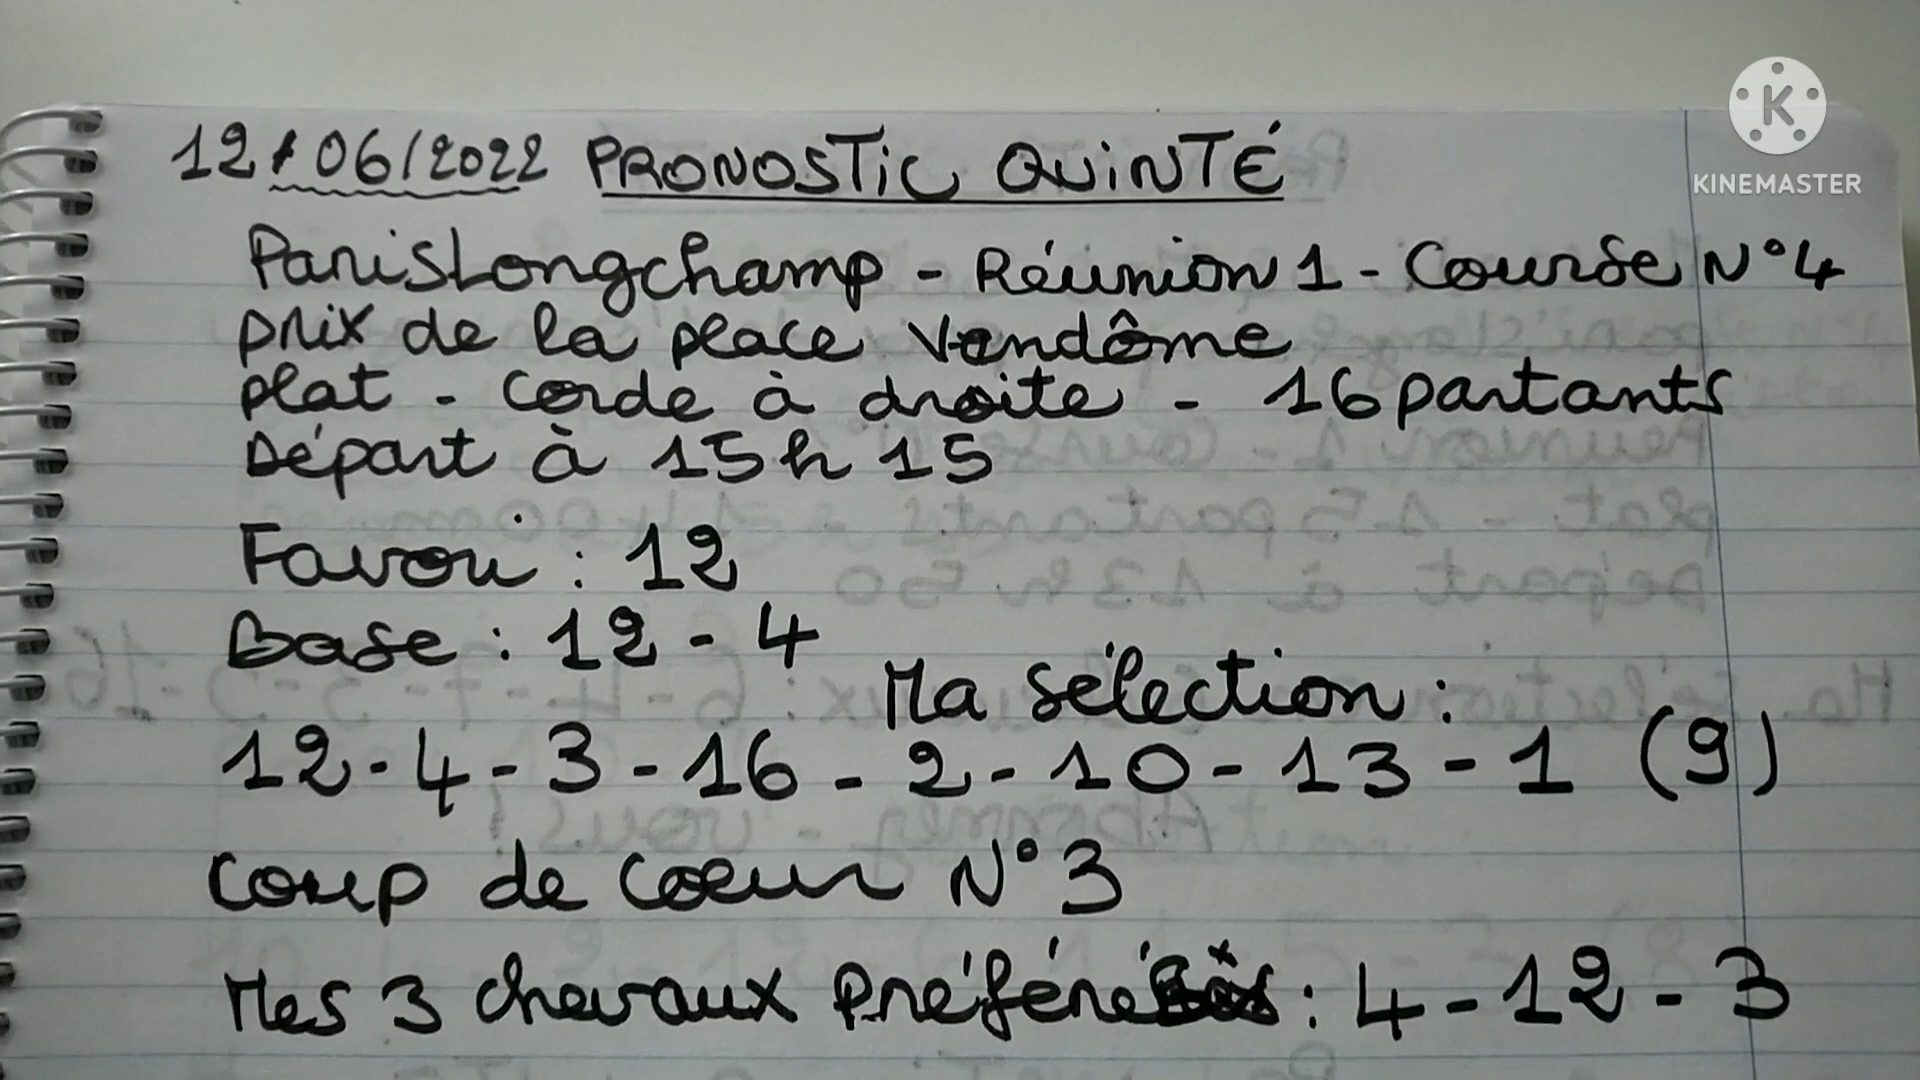 12/06/2022 PRONOSTIC QUINTÉ
KINEMASTER
ParisLongchamp - Réunion 1 - Course N°4
prix de la place Vendôme
plat - corde à droite - 16 partants
Départ à 15h15
Favori : 12
Base : 12 - 4
Ma sélection :
12 - 4 - 3 - 16 - 2 - 10 - 13 - 1 (9)
Coup de coeur N°3
Mes 3 chevaux préférés : 4 - 12 - 3